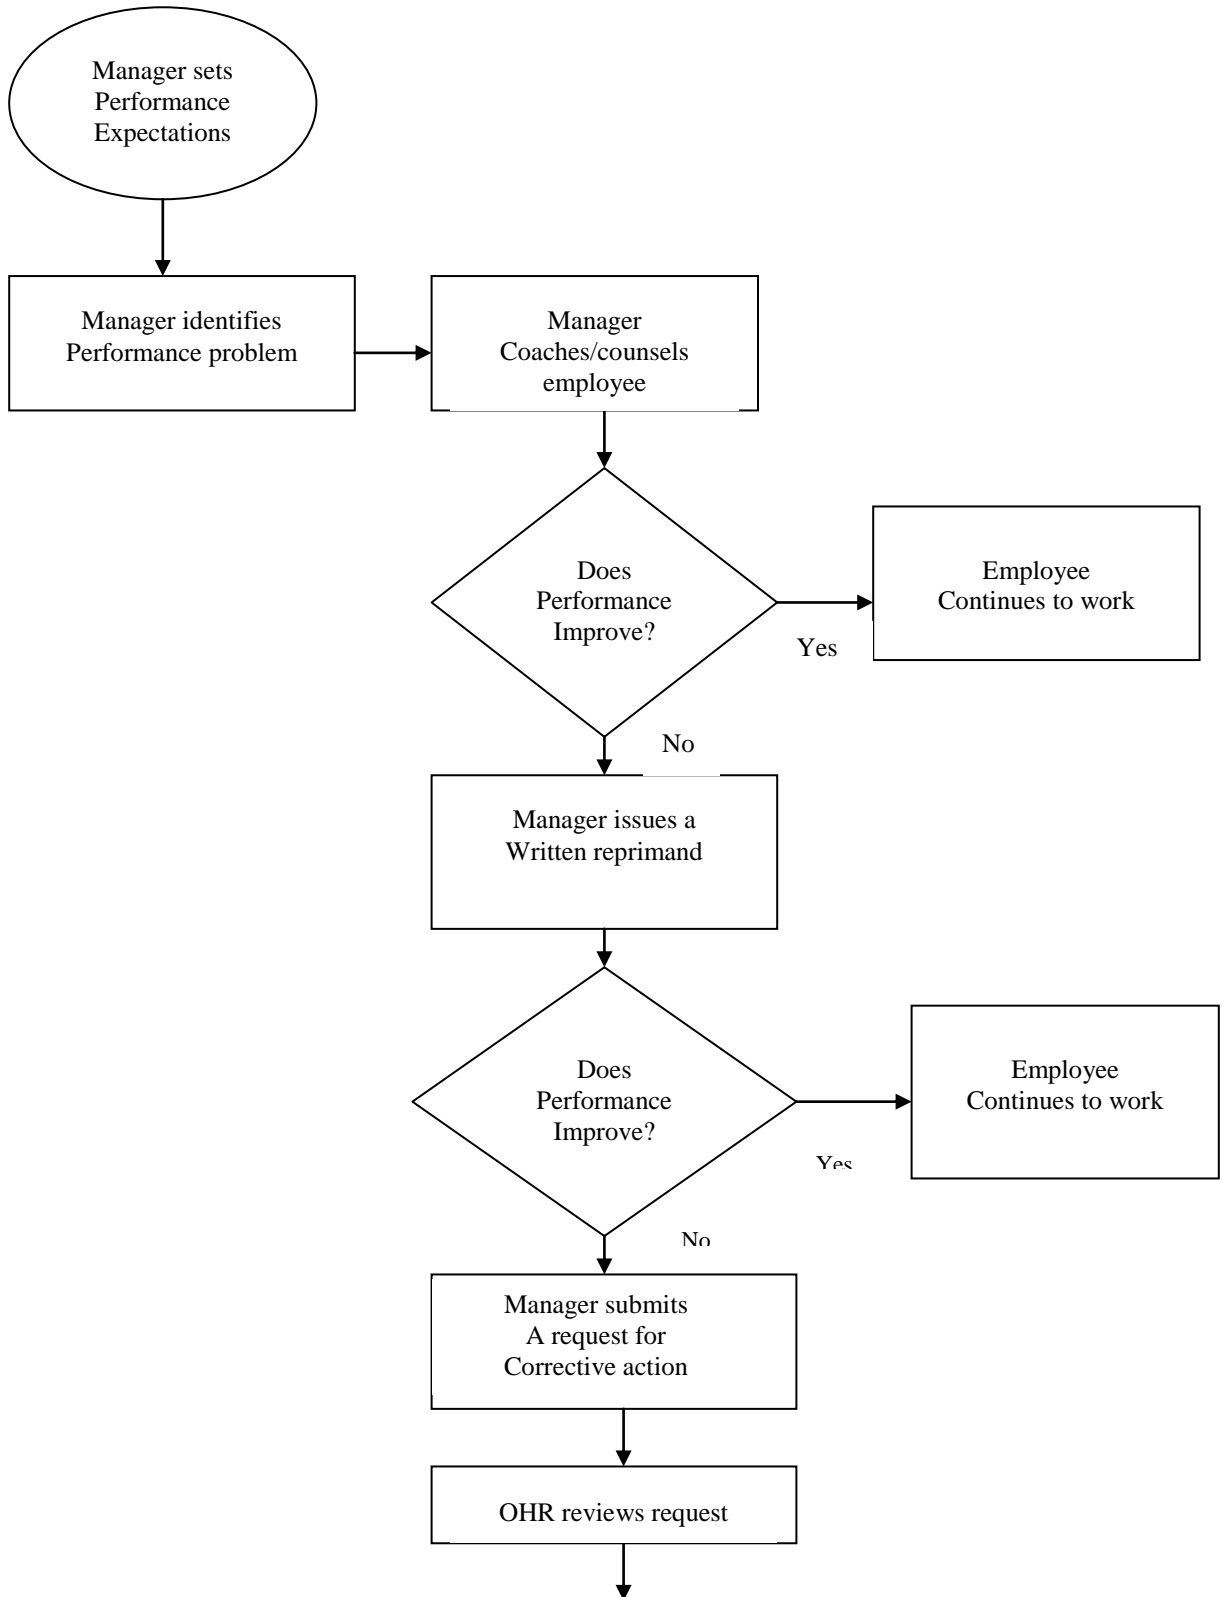 Manager sets
Performance
Expectations
Manager identifies
Performance problem
Manager
Coaches/counsels
employee
Does
Performance
Improve?
Employee
Continues to work
Yes
No
Manager issues a
Written reprimand
Does
Performance
Improve?
Employee
Continues to work
Yes
No
Manager submits
A request for
Corrective action
OHR reviews request